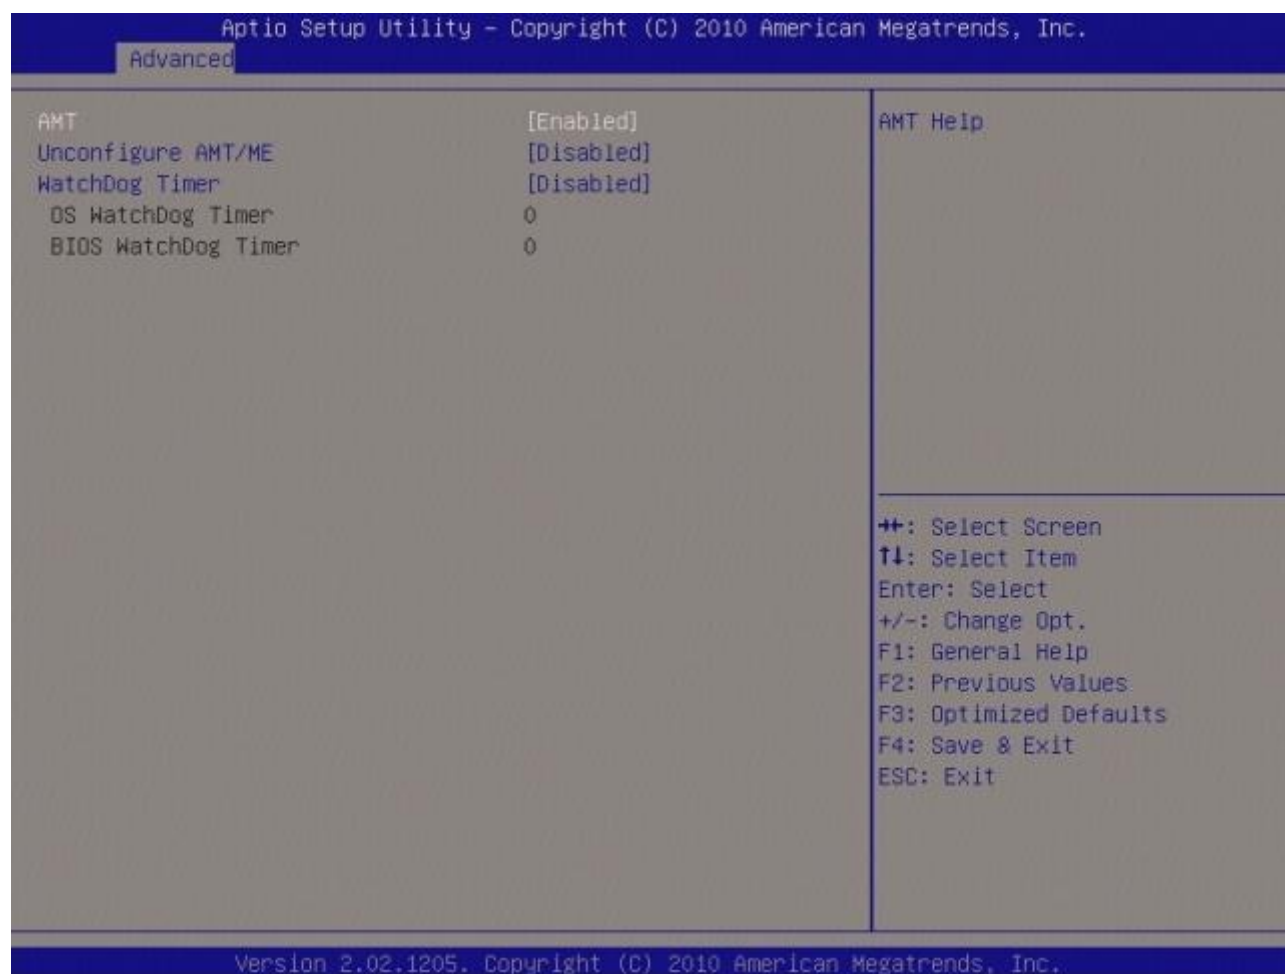 Aptio Setup Utility – Copyright (C) 2010 American Megatrends, Inc.
Advanced
AMT [Enabled]
Unconfigure AMT/ME [Disabled]
WatchDog Timer [Disabled]
OS WatchDog Timer 0
BIOS WatchDog Timer 0
AMT Help
→←: Select Screen
↑↓: Select Item
Enter: Select
+/-: Change Opt.
F1: General Help
F2: Previous Values
F3: Optimized Defaults
F4: Save & Exit
ESC: Exit
Version 2.02.1205. Copyright (C) 2010 American Megatrends, Inc.